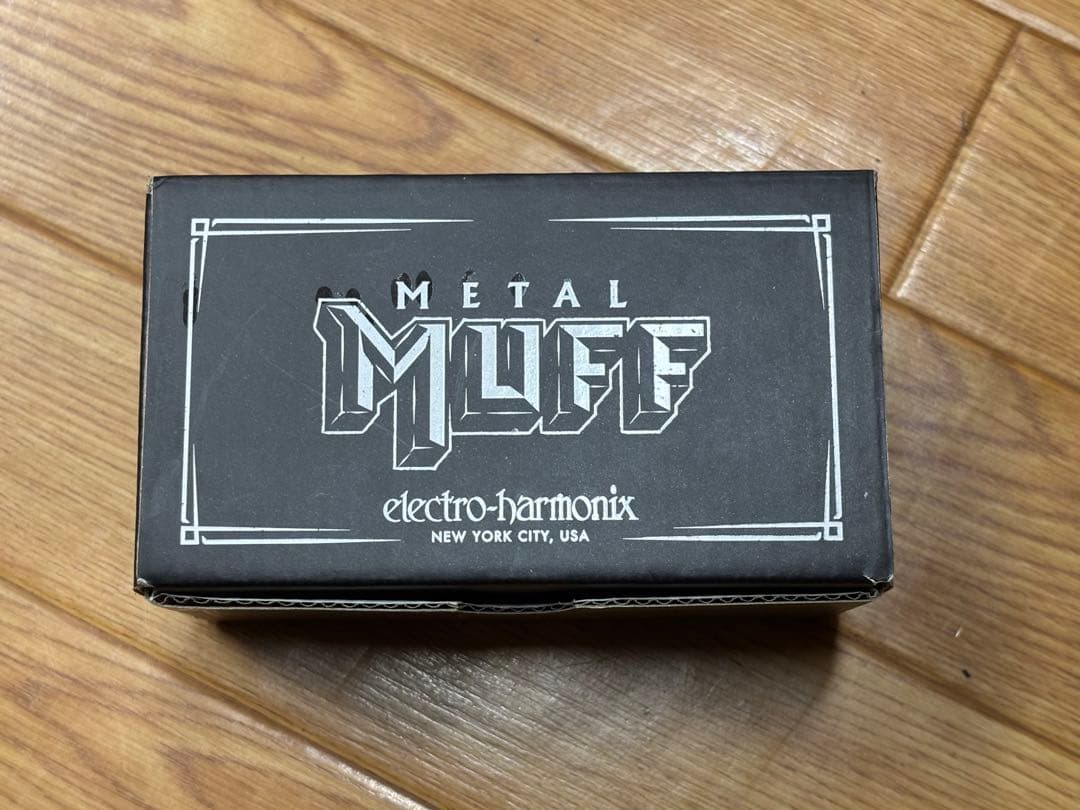 METAL
MUFF
electro-harmonix
NEW YORK CITY, USA